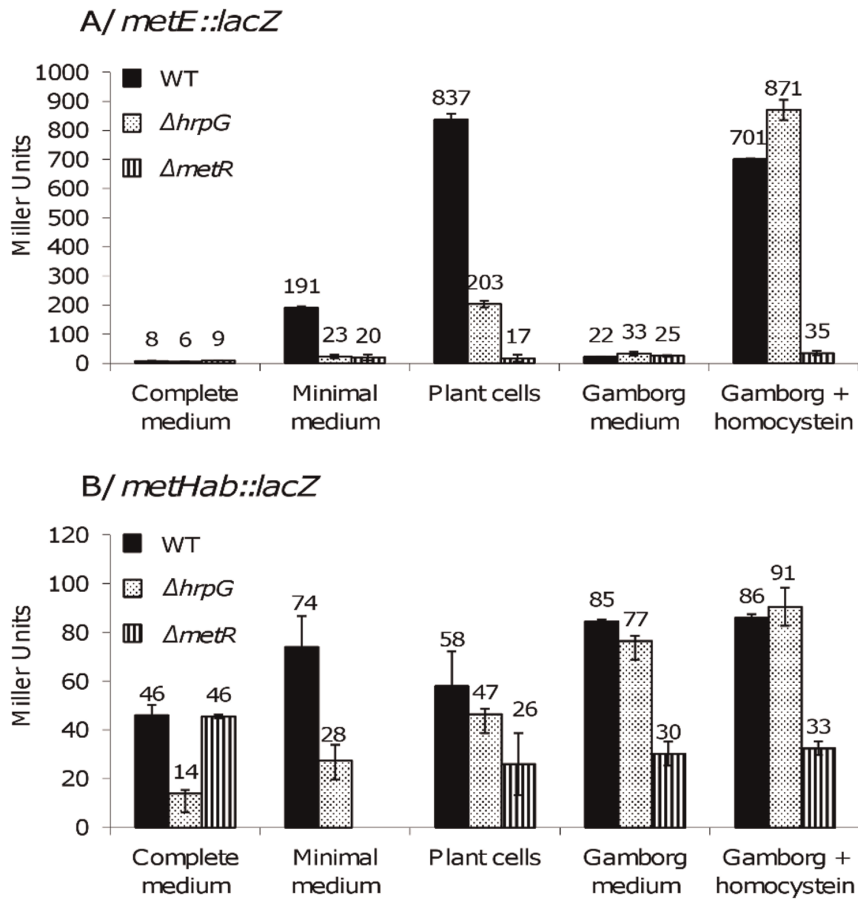 A/ metE::lacZ
Miller Units
1000
900
800
700
600
500
400
300
200
100
0
WT
ΔhrpG
ΔmetR
8 6 9
191 23 20
837 203 17
22 33 25
701 871 35
Complete medium
Minimal medium
Plant cells
Gamborg medium
Gamborg + homocystein
B/ metHab::lacZ
Miller Units
120
100
80
60
40
20
0
WT
ΔhrpG
ΔmetR
46 14 46
74 28
58 47 26
85 77 30
86 91 33
Complete medium
Minimal medium
Plant cells
Gamborg medium
Gamborg + homocystein